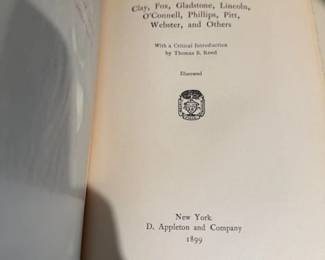 Clay, Fox, Gladstone, Lincoln,
O'Connell, Phillips, Pitt,
Webster, and Others
With a Critical Introduction
by Thomas B. Reed
Illustrated
New York
D. Appleton and Company
1899